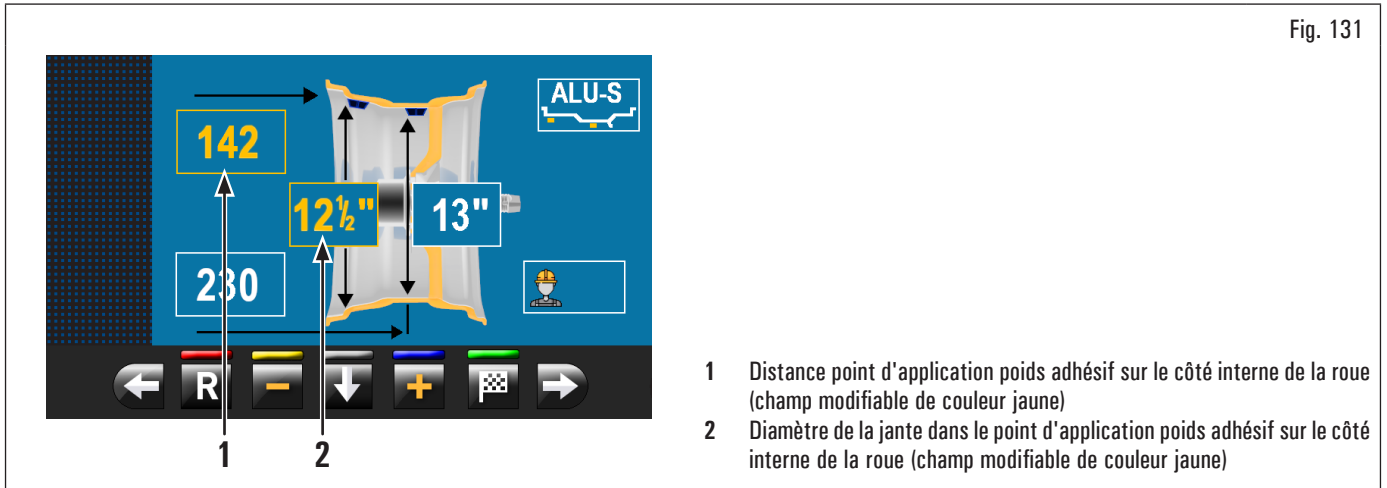 Fig. 131
ALU-S
142
12½" 13"
230
R - +
1 2
1 Distance point d'application poids adhésif sur le côté interne de la roue
(champ modifiable de couleur jaune)
2 Diamètre de la jante dans le point d'application poids adhésif sur le côté
interne de la roue (champ modifiable de couleur jaune)